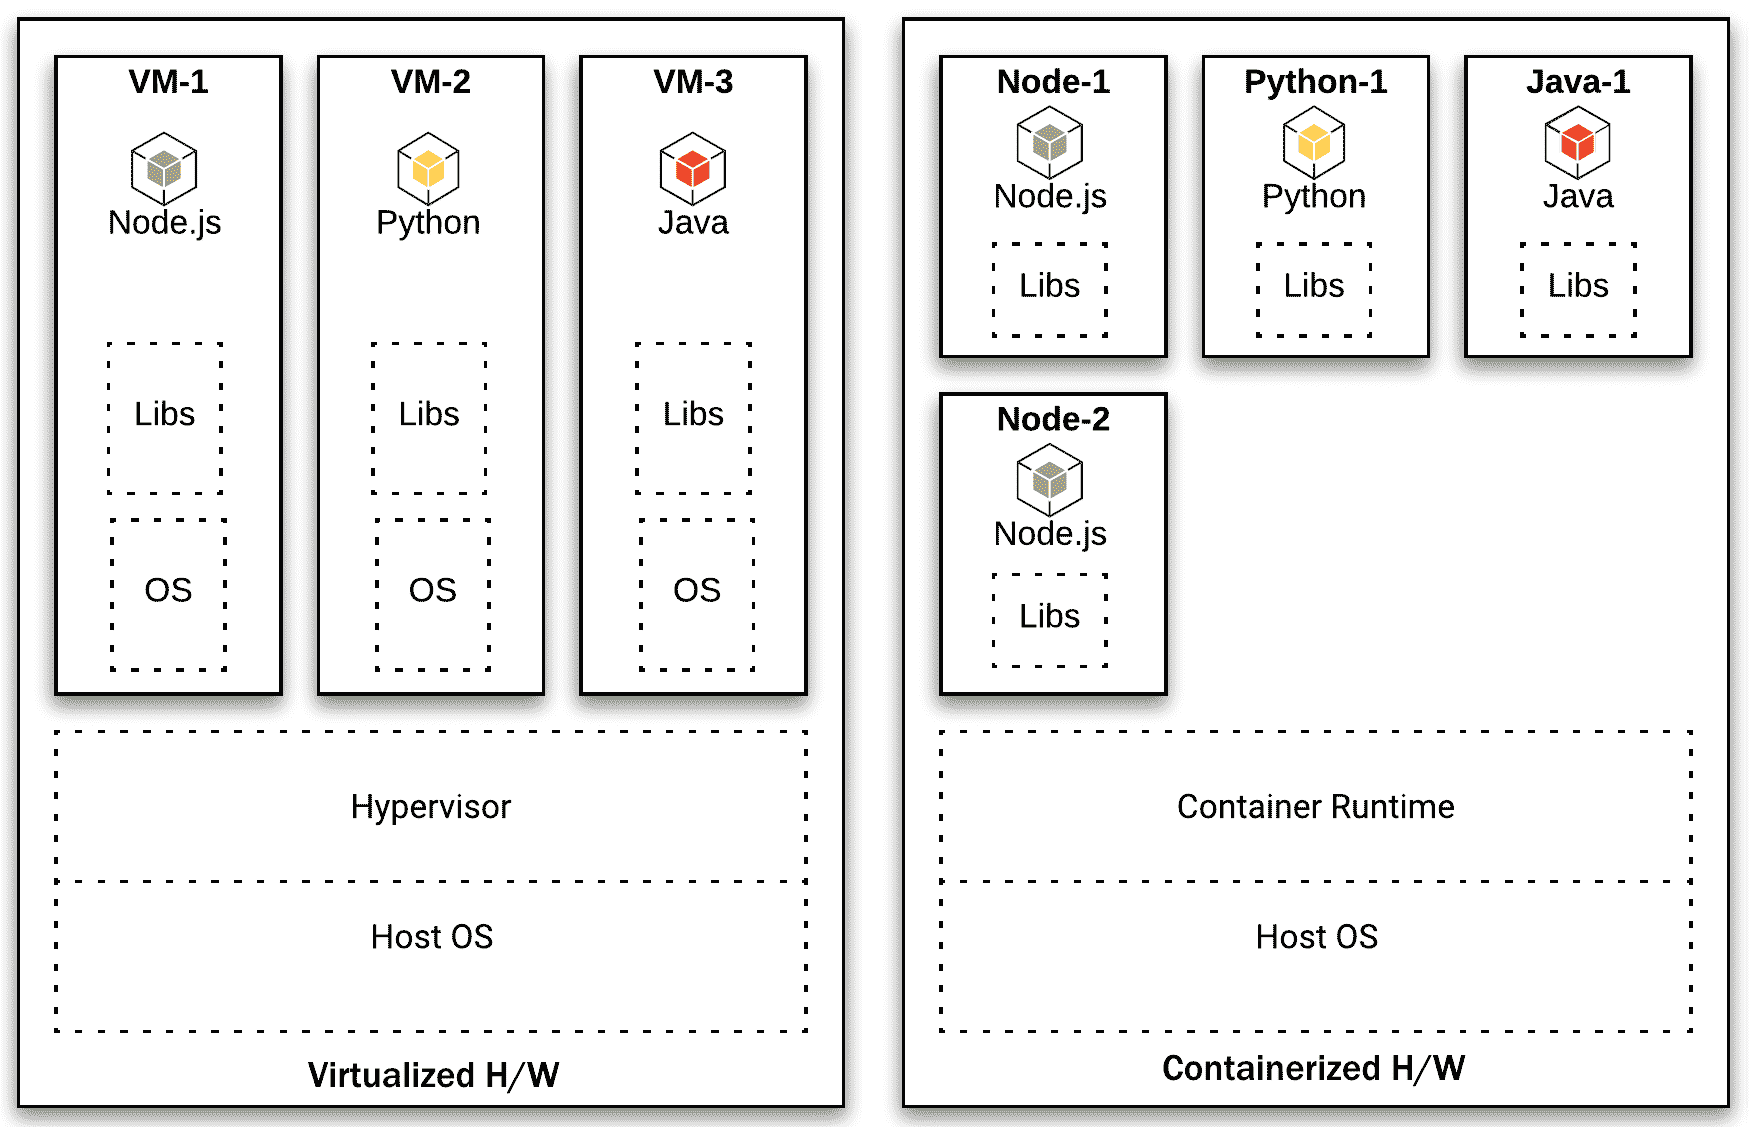 VM-1
Node.js
Libs
OS
VM-2
Python
Libs
OS
VM-3
Java
Libs
OS
Hypervisor
Host OS
Virtualized H/W
Node-1
Node.js
Libs
Python-1
Python
Libs
Java-1
Java
Libs
Node-2
Node.js
Libs
Container Runtime
Host OS
Containerized H/W